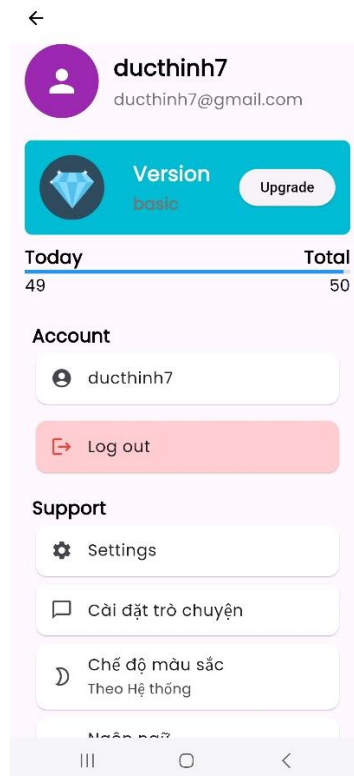 ducthinh7
ducthinh7@gmail.com
Version
basic
Upgrade
Today Total
49 50
Account
ducthinh7
Log out
Support
Settings
Cài đặt trò chuyện
Chế độ màu sắc
Theo Hệ thống